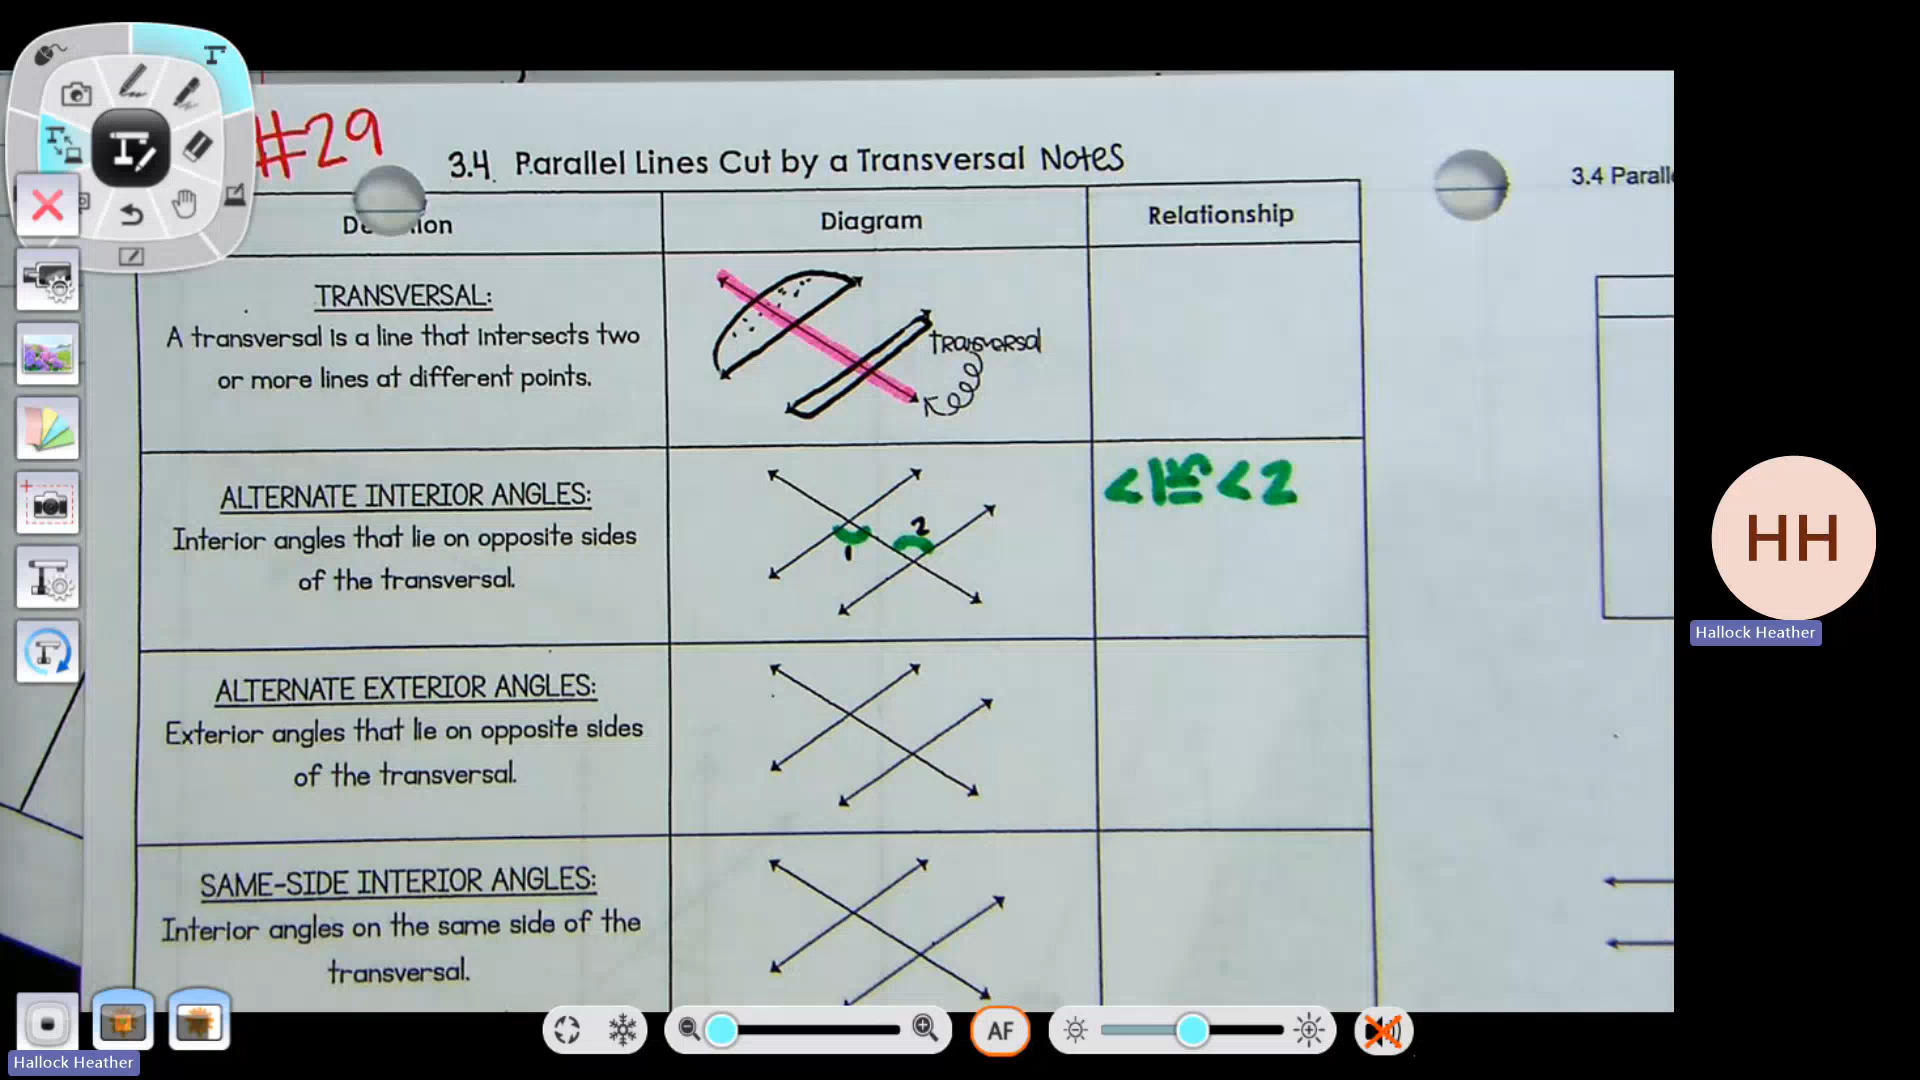 #29
3.4 Parallel Lines Cut by a Transversal Notes
3.4
Diagram
Relationship
TRANSVERSAL:
A transversal is a line that intersects two
or more lines at different points.
transversal
ALTERNATE INTERIOR ANGLES:
Interior angles that lie on opposite sides
of the transversal.
1
2
<1 ≅ <2
ALTERNATE EXTERIOR ANGLES:
Exterior angles that lie on opposite sides
of the transversal.
SAME-SIDE INTERIOR ANGLES:
Interior angles on the same side of the
transversal.
HH
Hallock Heather
Hallock Heather
AF